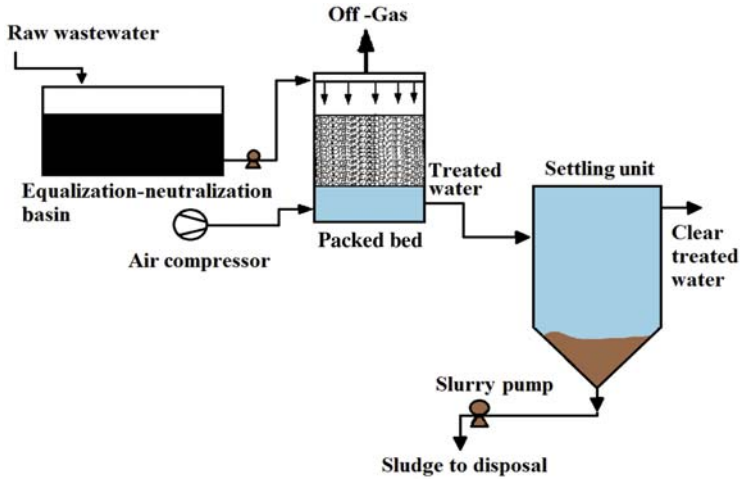 Off -Gas
Raw wastewater
Equalization-neutralization
basin
Air compressor
Packed bed
Treated
water
Settling unit
Clear
treated
water
Slurry pump
Sludge to disposal